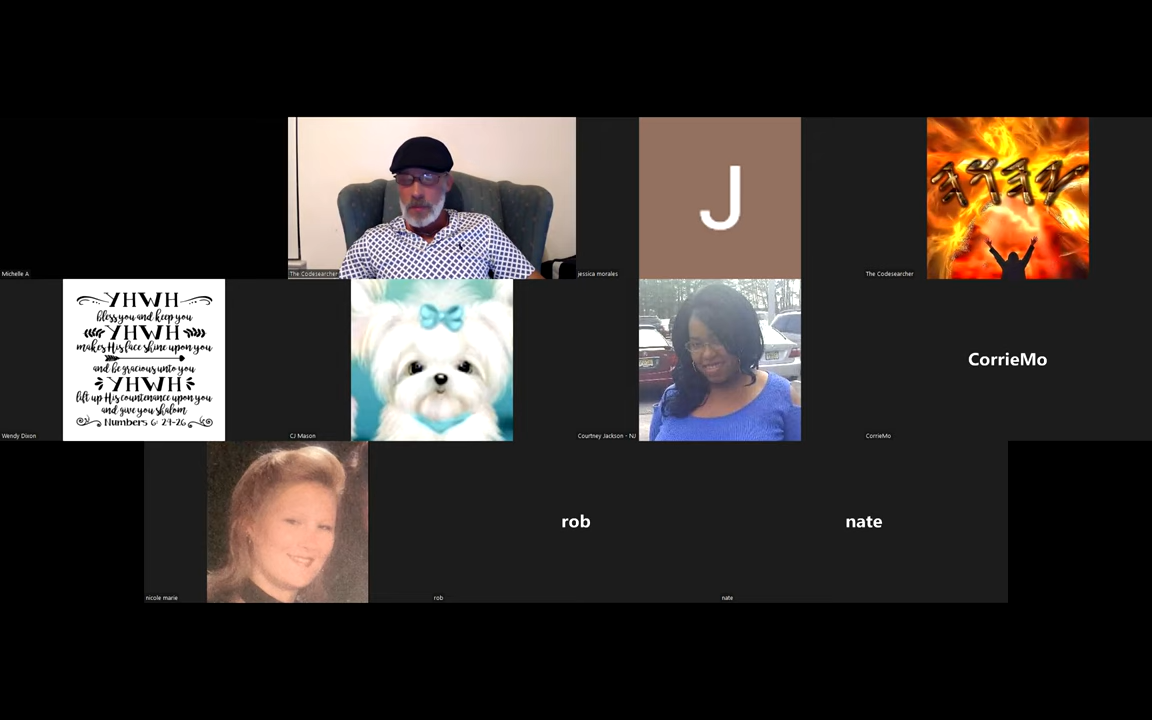 Michelle A
The Codesearcher
J
jessica morales
𐤉𐤄𐤅𐤄
The Codesearcher
YHWH
bless you and keep you
YHWH
makes His face shine upon you
and be gracious unto you
YHWH
lift up His countenance upon you
and give you shalom
Numbers 6: 24-26
Wendy Dixon
CJ Mason
Courtney Jackson - NJ
CorrieMo
CorrieMo
nicole marie
rob
rob
nate
nate